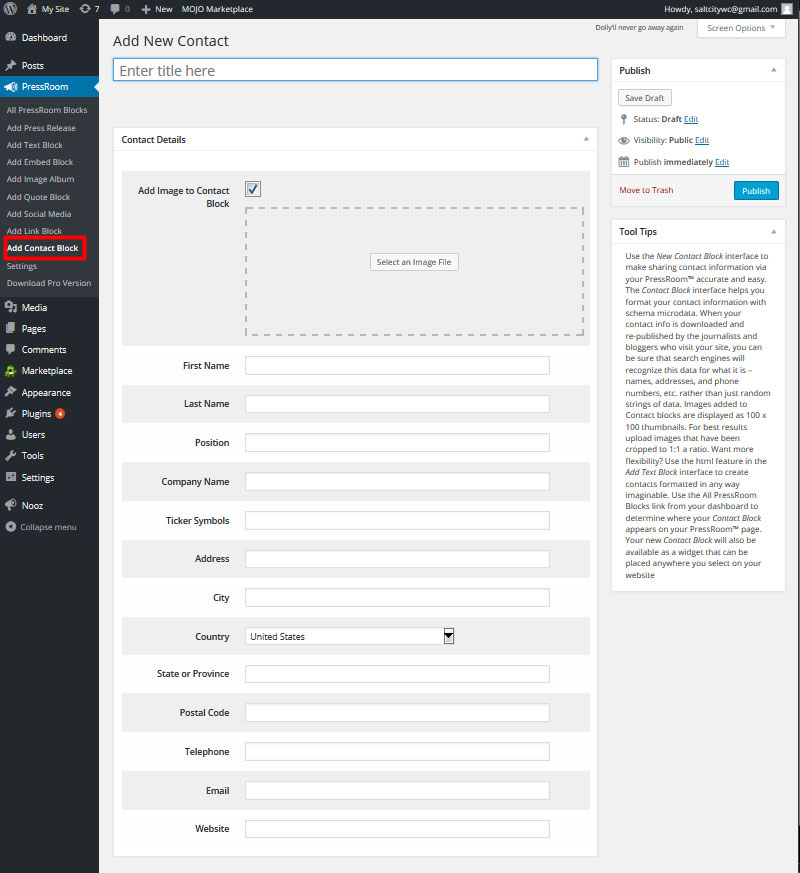 My Site 7 0 New MOJO Marketplace Howdy, saltcitywc@gmail.com
Dolly'll never go away again
Screen Options
Dashboard
Posts
PressRoom
All PressRoom Blocks
Add Press Release
Add Text Block
Add Embed Block
Add Image Album
Add Quote Block
Add Social Media
Add Link Block
Add Contact Block
Settings
Download Pro Version
Media
Pages
Comments
Marketplace
Appearance
Plugins 4
Users
Tools
Settings
Nooz
Collapse menu
Add New Contact
Enter title here
Contact Details
Add Image to Contact
Block
Select an Image File
First Name
Last Name
Position
Company Name
Ticker Symbols
Address
City
Country United States
State or Province
Postal Code
Telephone
Email
Website
Publish
Save Draft
Status: Draft Edit
Visibility: Public Edit
Publish immediately Edit
Move to Trash Publish
Tool Tips
Use the New Contact Block interface to
make sharing contact information via
your PressRoom™ accurate and easy.
The Contact Block interface helps you
format your contact information with
schema microdata. When your
contact info is downloaded and
re-published by the journalists and
bloggers who visit your site, you can
be sure that search engines will
recognize this data for what it is –
names, addresses, and phone
numbers, etc. rather than just random
strings of data. Images added to
Contact blocks are displayed as 100 x
100 thumbnails. For best results
upload images that have been
cropped to 1:1 a ratio. Want more
flexibility? Use the html feature in the
Add Text Block interface to create
contacts formatted in any way
imaginable. Use the All PressRoom
Blocks link from your dashboard to
determine where your Contact Block
appears on your PressRoom™ page.
Your new Contact Block will also be
available as a widget that can be
placed anywhere you select on your
website